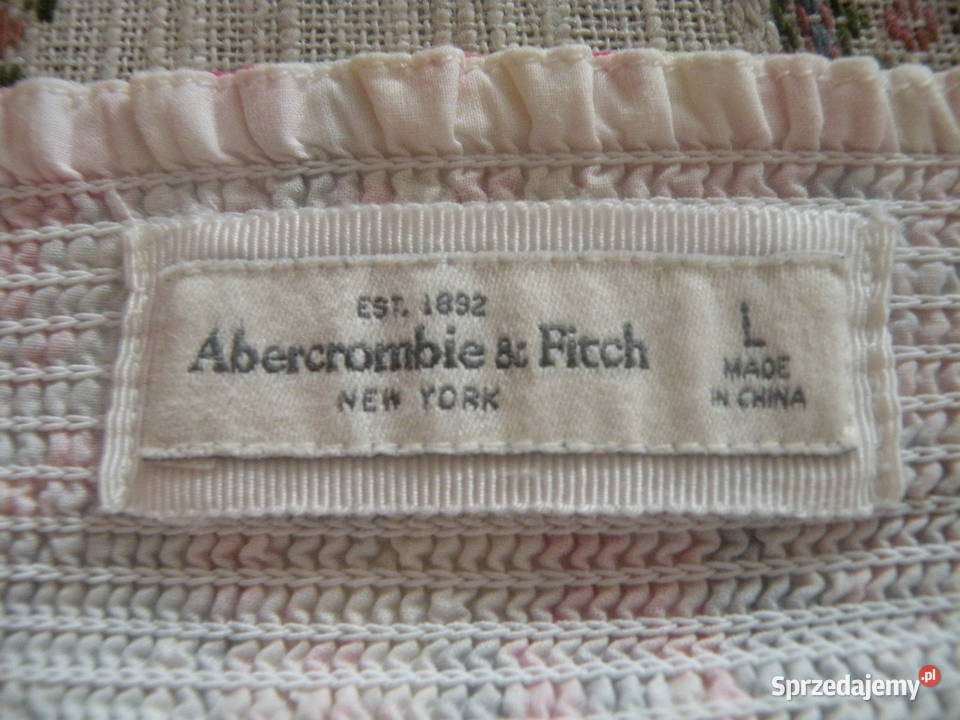 EST. 1892
Abercrombie & Fitch
NEW YORK
L
MADE
IN CHINA
Sprzedajemy.pl